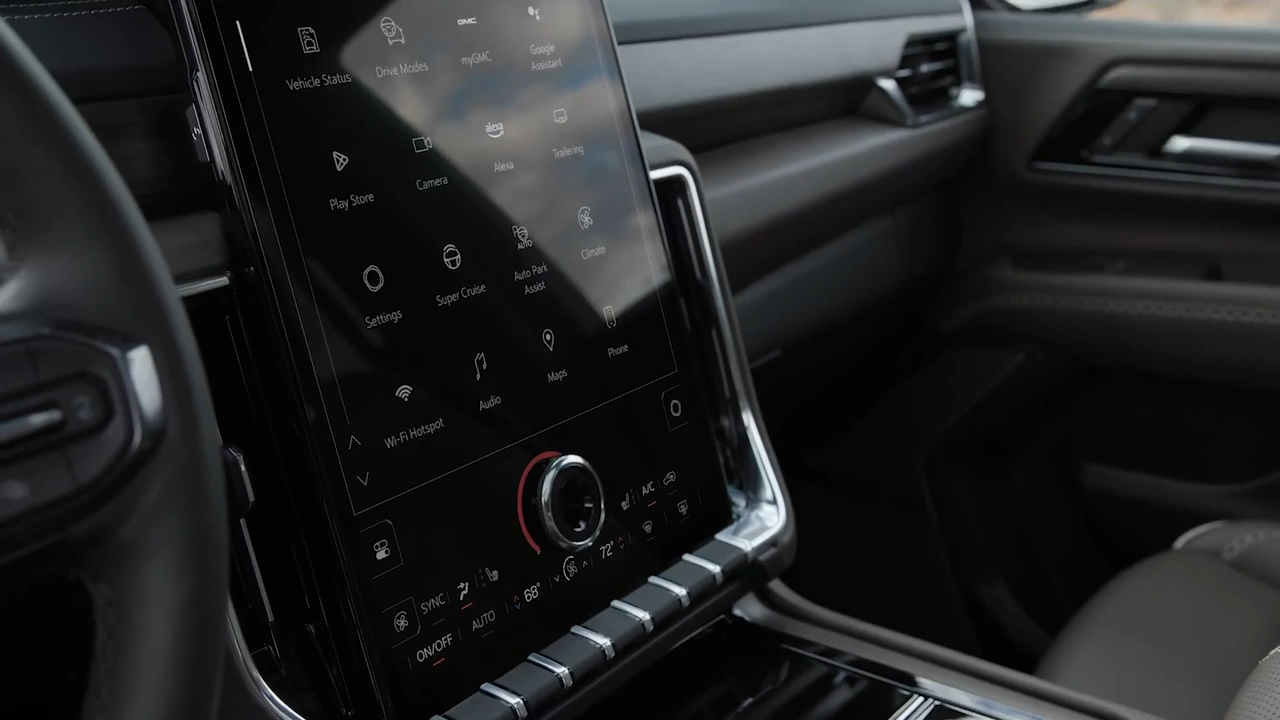 Vehicle Status
Drive Modes
GMC
myGMC
Google
Assistant
Play Store
Camera
alexa
Alexa
Trailering
Settings
Super Cruise
AUTO
Auto Park
Assist
Climate
Wi-Fi Hotspot
Audio
Maps
Phone
SYNC
A/C
ON/OFF
AUTO
68°
72°